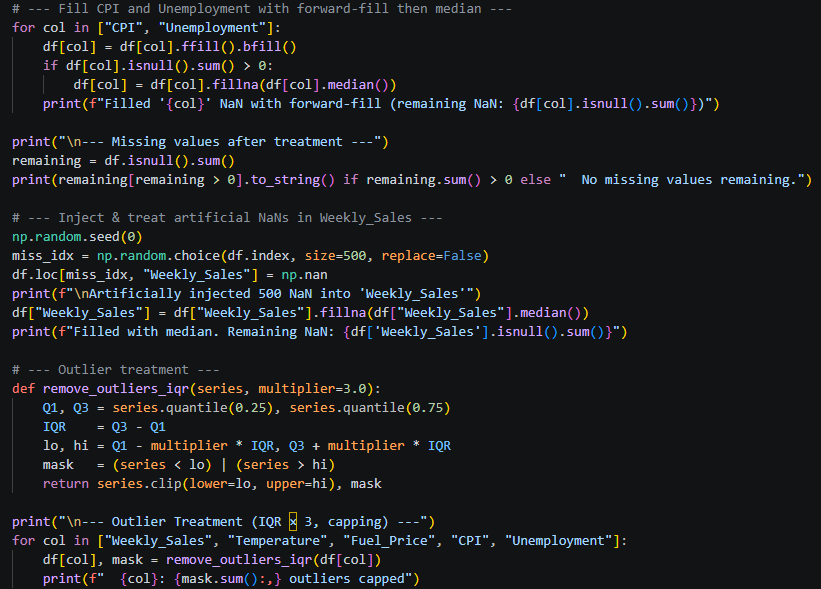 # --- Fill CPI and Unemployment with forward-fill then median ---
for col in ["CPI", "Unemployment"]:
    df[col] = df[col].ffill().bfill()
    if df[col].isnull().sum() > 0:
        df[col] = df[col].fillna(df[col].median())
    print(f"Filled '{col}' NaN with forward-fill (remaining NaN: {df[col].isnull().sum()})")

print("\n--- Missing values after treatment ---")
remaining = df.isnull().sum()
print(remaining[remaining > 0].to_string() if remaining.sum() > 0 else "  No missing values remaining.")

# --- Inject & treat artificial NaNs in Weekly_Sales ---
np.random.seed(0)
miss_idx = np.random.choice(df.index, size=500, replace=False)
df.loc[miss_idx, "Weekly_Sales"] = np.nan
print(f"\nArtificially injected 500 NaN into 'Weekly_Sales'")
df["Weekly_Sales"] = df["Weekly_Sales"].fillna(df["Weekly_Sales"].median())
print(f"Filled with median. Remaining NaN: {df['Weekly_Sales'].isnull().sum()}")

# --- Outlier treatment ---
def remove_outliers_iqr(series, multiplier=3.0):
    Q1, Q3 = series.quantile(0.25), series.quantile(0.75)
    IQR    = Q3 - Q1
    lo, hi = Q1 - multiplier * IQR, Q3 + multiplier * IQR
    mask   = (series < lo) | (series > hi)
    return series.clip(lower=lo, upper=hi), mask

print("\n--- Outlier Treatment (IQR × 3, capping) ---")
for col in ["Weekly_Sales", "Temperature", "Fuel_Price", "CPI", "Unemployment"]:
    df[col], mask = remove_outliers_iqr(df[col])
    print(f"  {col}: {mask.sum():,} outliers capped")